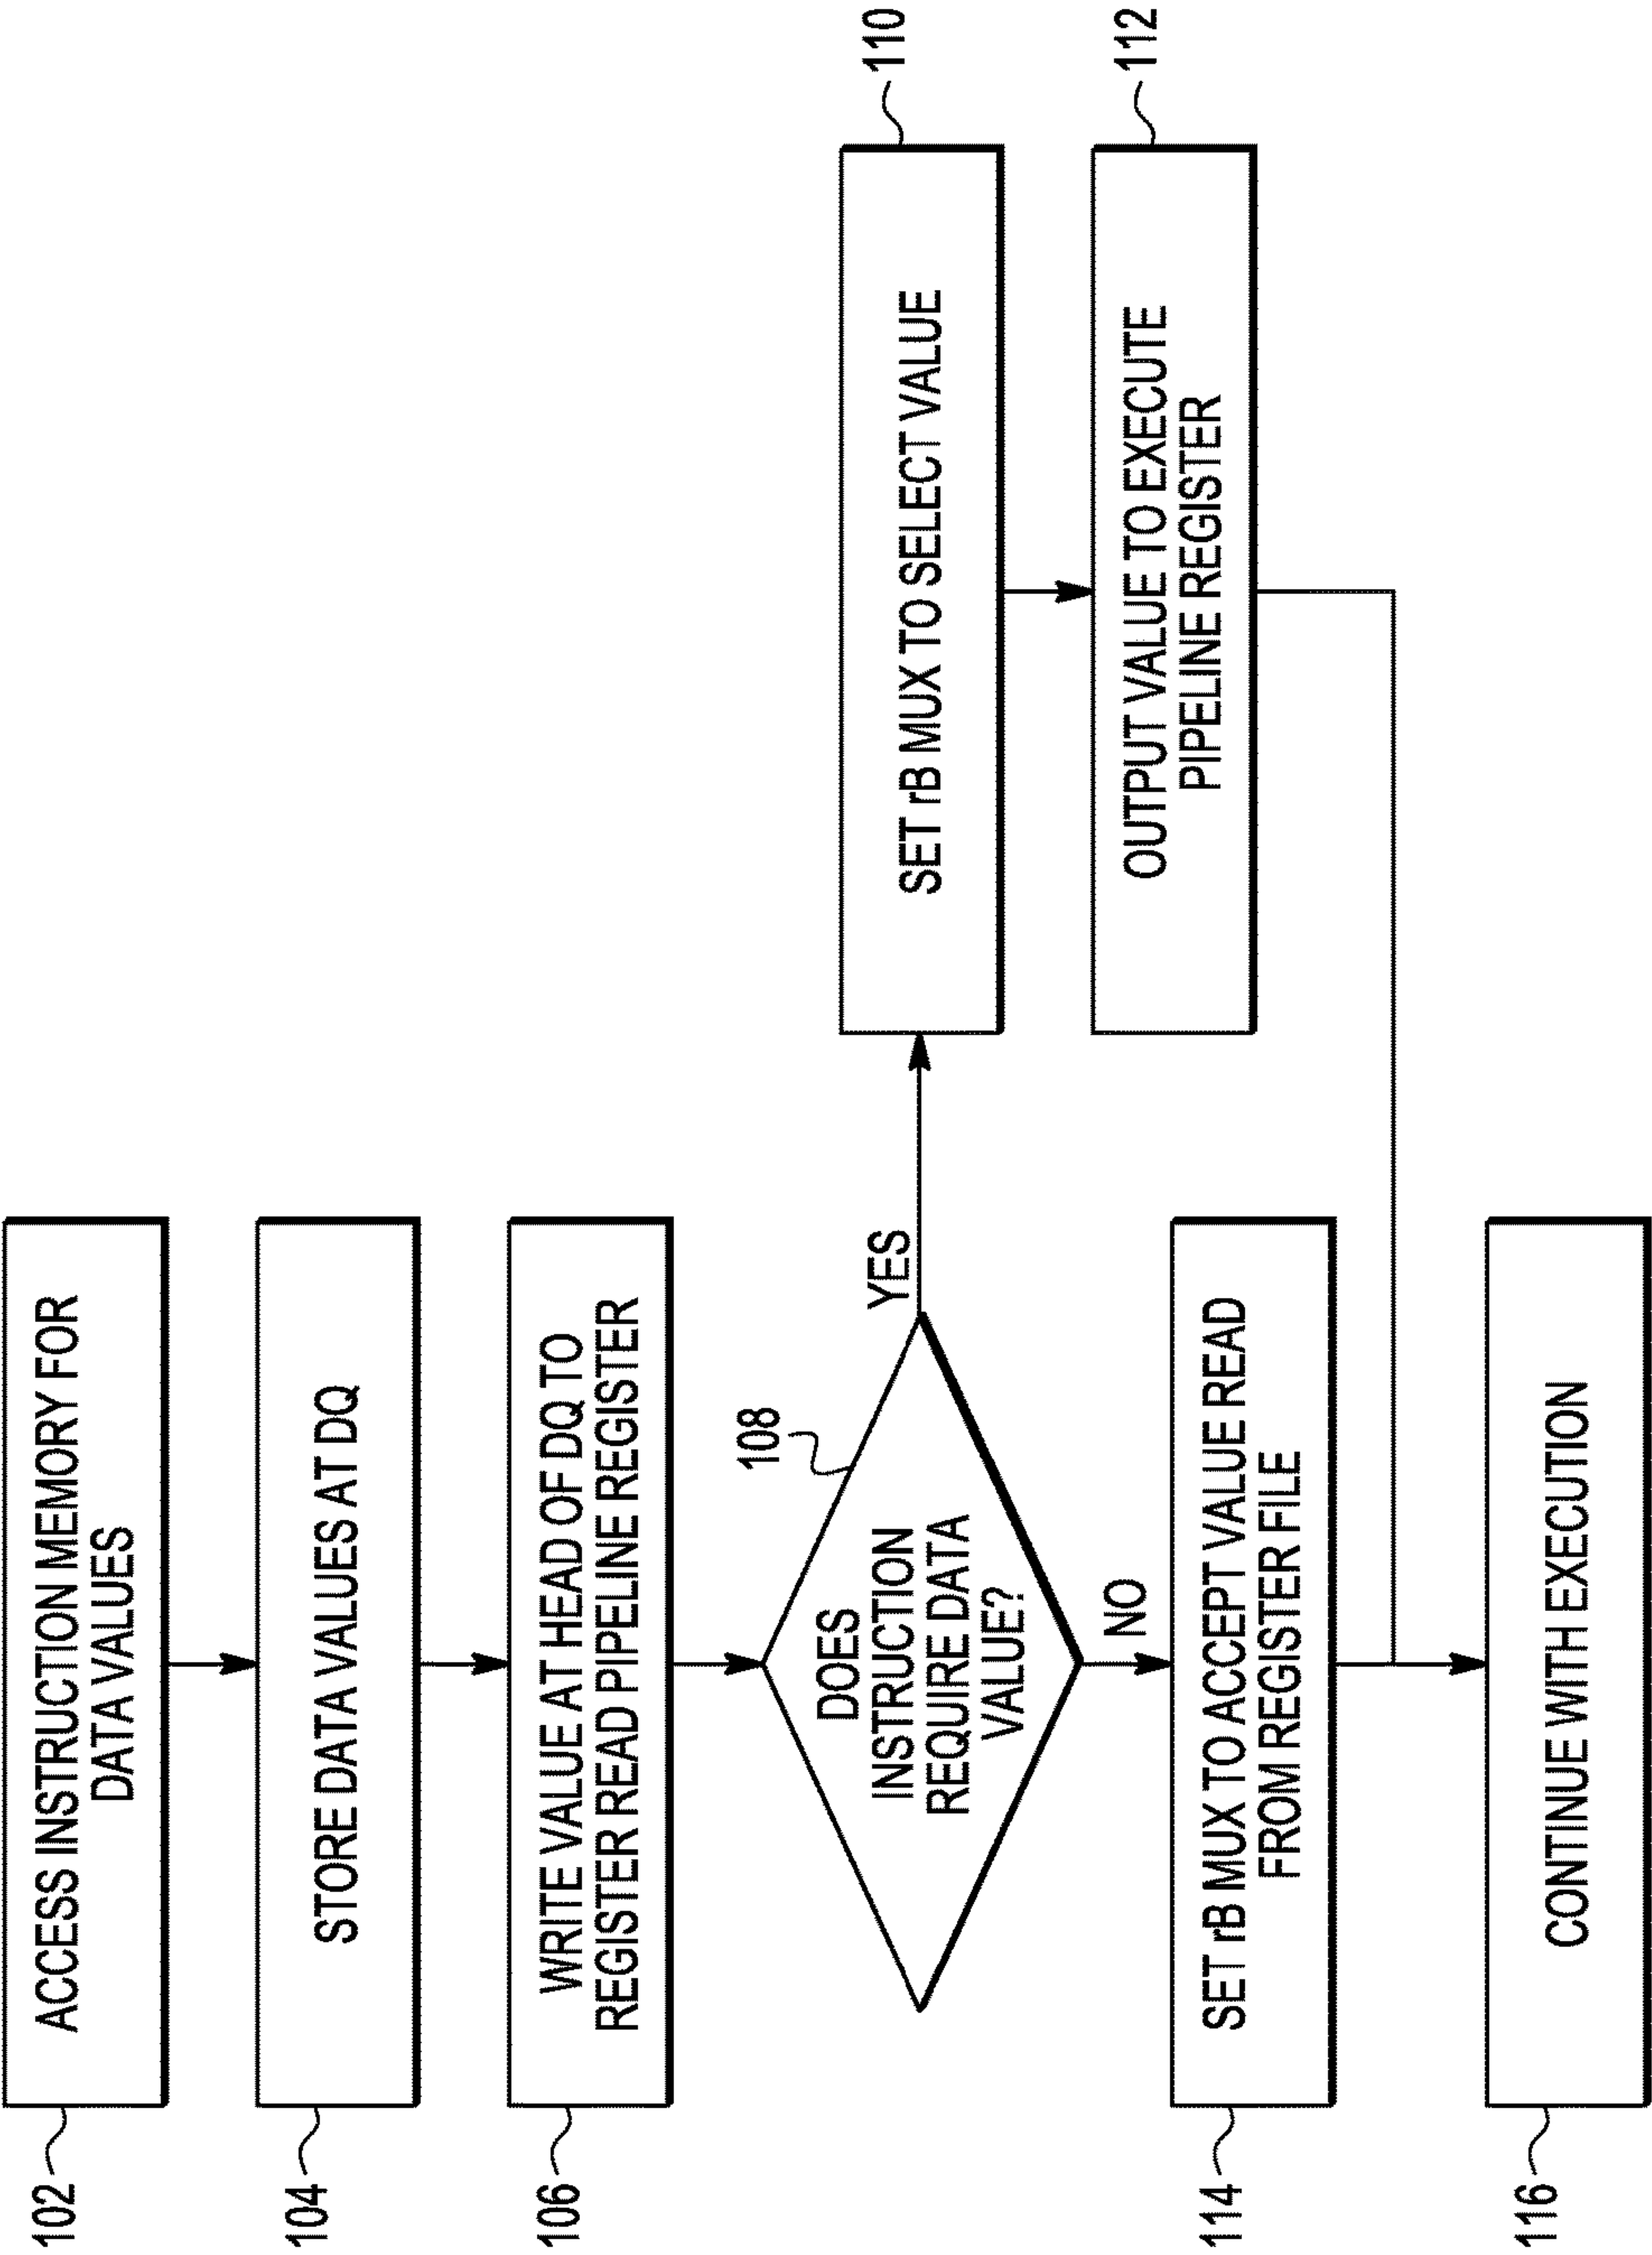 102
ACCESS INSTRUCTION MEMORY FOR
DATA VALUES
104
STORE DATA VALUES AT DQ
106
WRITE VALUE AT HEAD OF DQ TO
REGISTER READ PIPELINE REGISTER
108
DOES
INSTRUCTION
REQUIRE DATA
VALUE?
YES
110
SET rB MUX TO SELECT VALUE
112
OUTPUT VALUE TO EXECUTE
PIPELINE REGISTER
NO
114
SET rB MUX TO ACCEPT VALUE READ
FROM REGISTER FILE
116
CONTINUE WITH EXECUTION